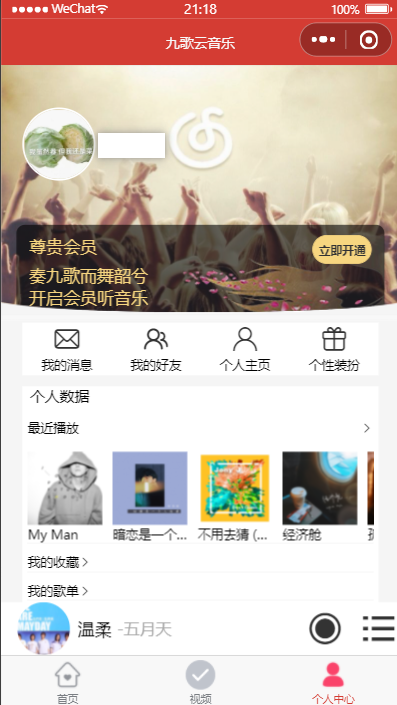 WeChat 21:18 100%
九歌云音乐
尊贵会员 立即开通
奏九歌而舞韶兮
开启会员听音乐
我的消息 我的好友 个人主页 个性装扮
个人数据
最近播放
My Man 暗恋是一个... 不用去猜 (... 经济舱
我的收藏
我的歌单
温柔 -五月天
首页 视频 个人中心